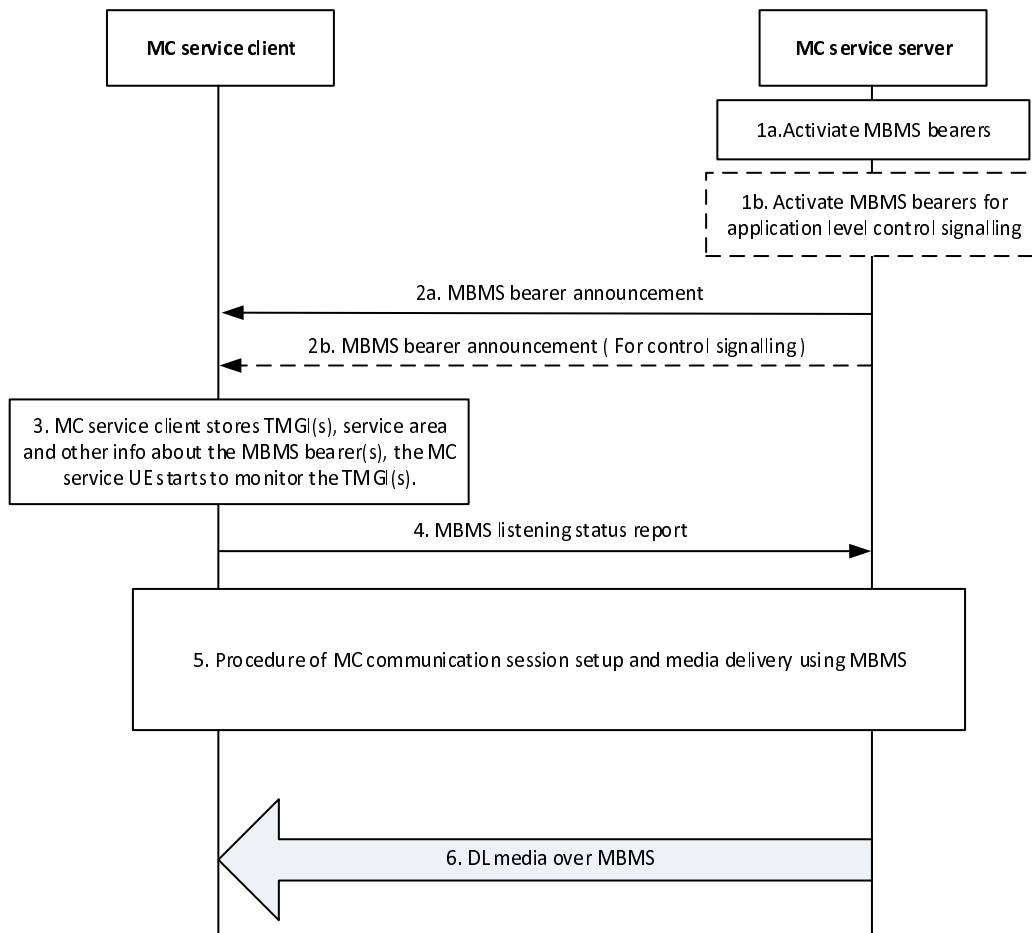 MC service client
MC service server
1a.Activiate MBMS bearers
1b. Activate MBMS bearers for
application level control signalling
2a. MBMS bearer announcement
2b. MBMS bearer announcement ( For control signalling )
3. MC service client stores TMGI(s), service area
and other info about the MBMS bearer(s), the MC
service UE starts to monitor the TMGI(s).
4. MBMS listening status report
5. Procedure of MC communication session setup and media delivery using MBMS
6. DL media over MBMS